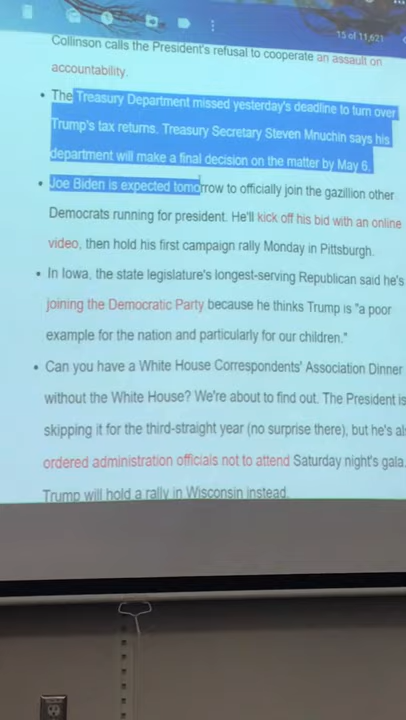 15 of 11,621
Collinson calls the President's refusal to cooperate an assault on
accountability.
• The Treasury Department missed yesterday's deadline to turn over
Trump's tax returns. Treasury Secretary Steven Mnuchin says his
department will make a final decision on the matter by May 6.
• Joe Biden is expected tomorrow to officially join the gazillion other
Democrats running for president. He'll kick off his bid with an online
video, then hold his first campaign rally Monday in Pittsburgh.
• In Iowa, the state legislature's longest-serving Republican said he's
joining the Democratic Party because he thinks Trump is "a poor
example for the nation and particularly for our children."
• Can you have a White House Correspondents' Association Dinner
without the White House? We're about to find out. The President is
skipping it for the third-straight year (no surprise there), but he's al
ordered administration officials not to attend Saturday night's gala.
Trump will hold a rally in Wisconsin instead.